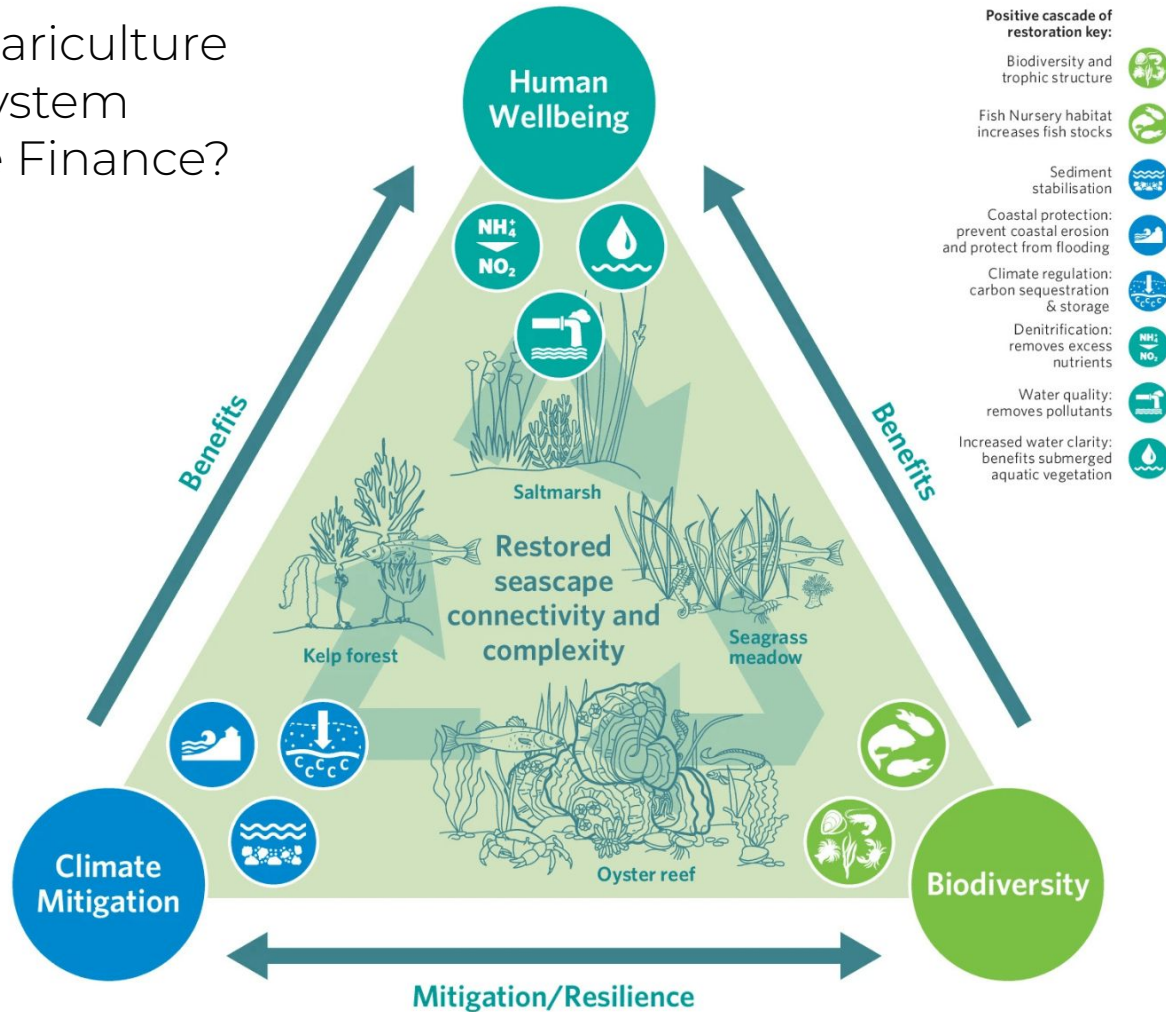 ariculture
ystem
e Finance?
Human
Wellbeing
NH₄⁺
NO₂
Benefits
Benefits
Saltmarsh
Restored
seascape
connectivity and
complexity
Kelp forest
Seagrass
meadow
C C C C C
Oyster reef
Climate
Mitigation
Biodiversity
Mitigation/Resilience
Positive cascade of
restoration key:
Biodiversity and
trophic structure
Fish Nursery habitat
increases fish stocks
Sediment
stabilisation
Coastal protection:
prevent coastal erosion
and protect from flooding
Climate regulation:
carbon sequestration
& storage
C C C C
Denitrification:
removes excess
nutrients
NH₄⁺
NO₂
Water quality:
removes pollutants
Increased water clarity:
benefits submerged
aquatic vegetation